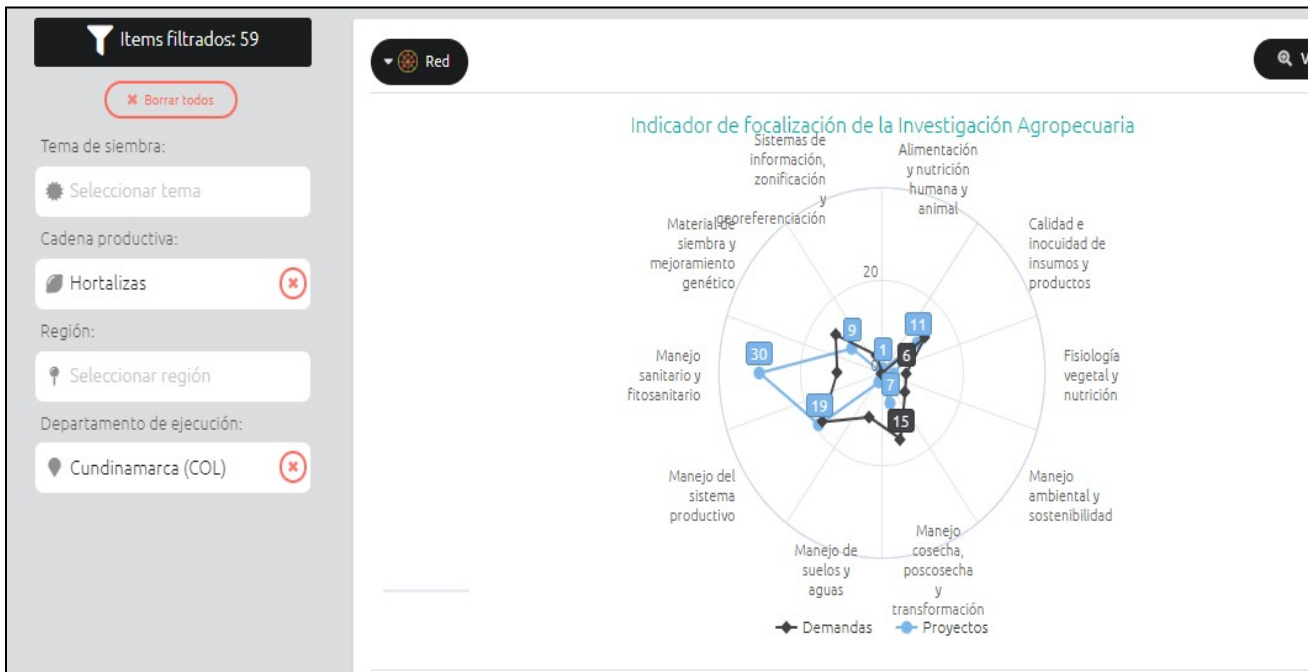 Items filtrados: 59
Borrar todos
Tema de siembra:
Seleccionar tema
Cadena productiva:
Hortalizas
Región:
Seleccionar región
Departamento de ejecución:
Cundinamarca (COL)
Red
V
Indicador de focalización de la Investigación Agropecuaria
Sistemas de
información,
zonificación
y
georeferenciación
Alimentación
y nutrición
humana y
animal
Material de
siembra y
mejoramiento
genético
Calidad e
inocuidad de
insumos y
productos
20
9
11
1
6
30
0
7
19
15
Manejo
sanitario y
fitosanitario
Fisiología
vegetal y
nutrición
Manejo del
sistema
productivo
Manejo
ambiental y
sostenibilidad
Manejo de
suelos y
aguas
Manejo
cosecha,
poscosecha
y
transformación
Demandas
Proyectos